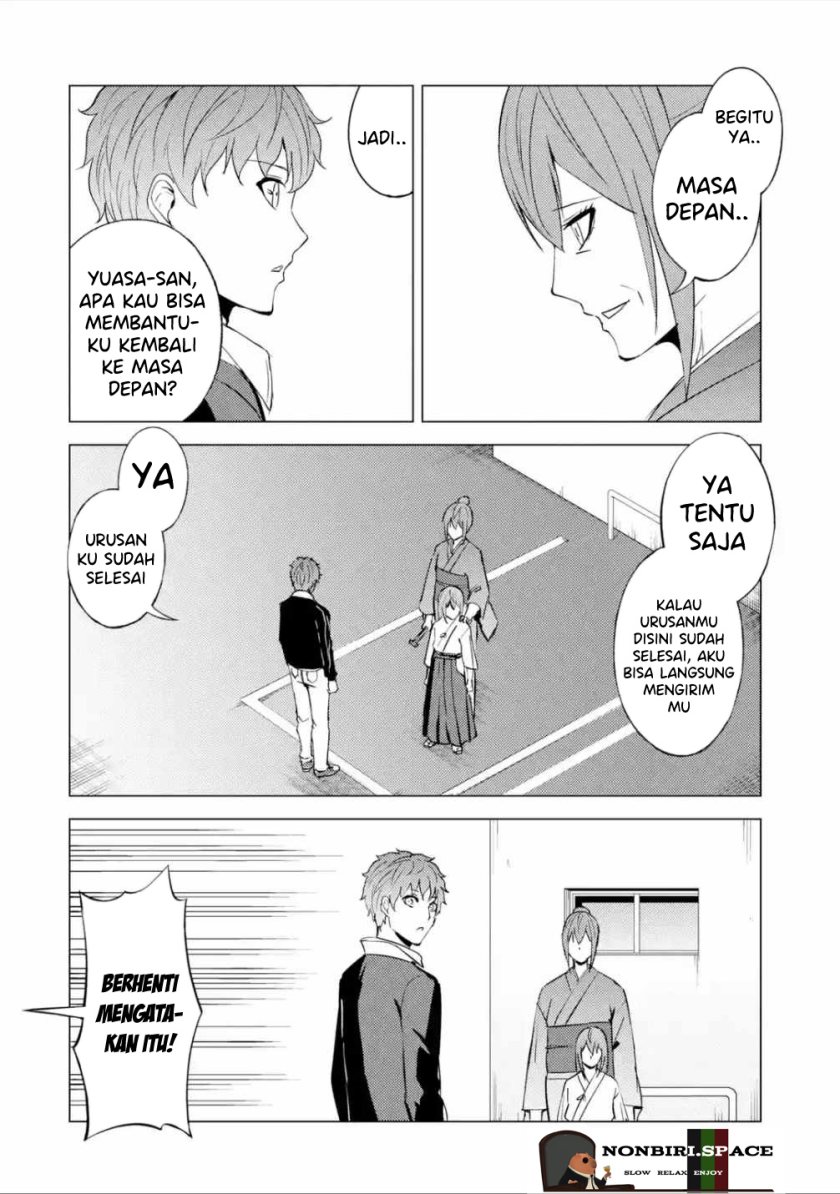 BEGITU
YA..
MASA
DEPAN..
JADI..
YUASA-SAN,
APA KAU BISA
MEMBANTU-
KU KEMBALI
KE MASA
DEPAN?
YA
TENTU
SAJA
KALAU
URUSANMU
DISINI SUDAH
SELESAI, AKU
BISA LANGSUNG
MENGIRIM
MU
YA
URUSAN
KU SUDAH
SELESAI
BERHENTI
MENGATA-
KAN ITU!
NONBIRI.SPACE
SLOW RELAX ENJOY